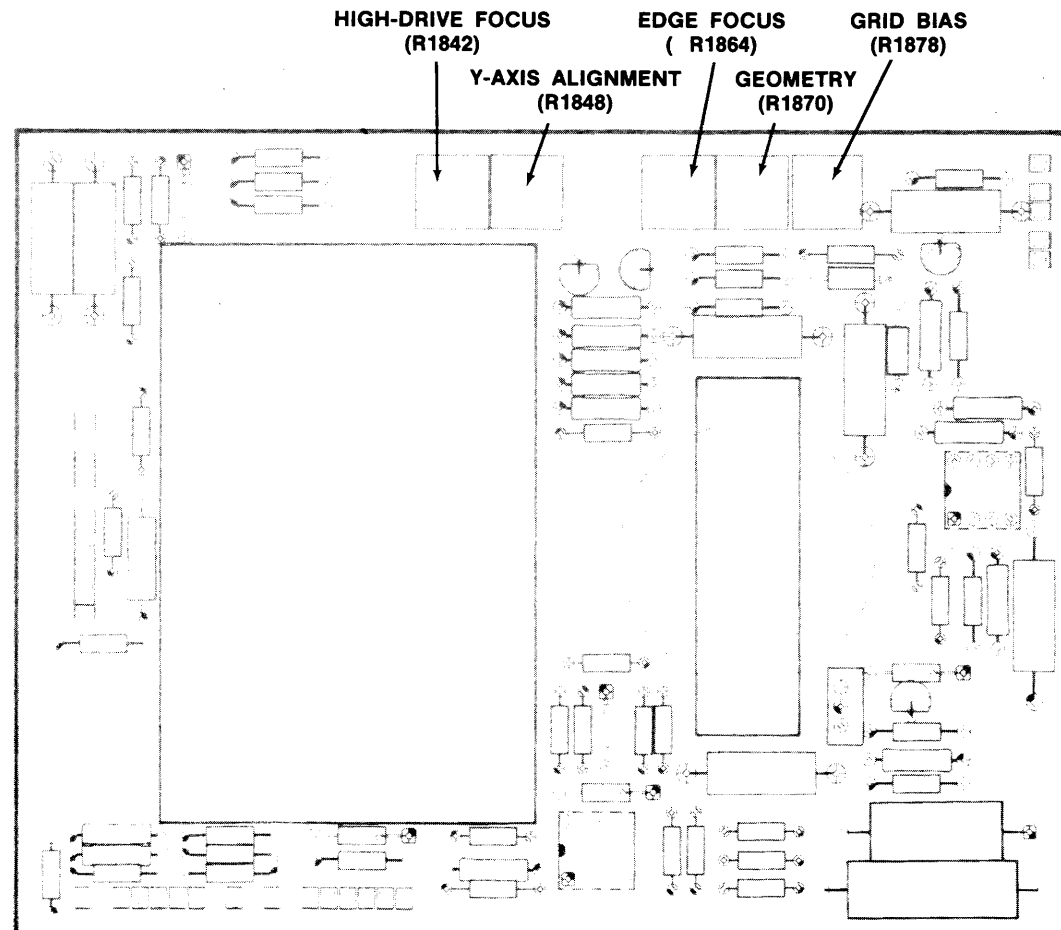 HIGH-DRIVE FOCUS
(R1842)
EDGE FOCUS
( R1864)
GRID BIAS
(R1878)
Y-AXIS ALIGNMENT
(R1848)
GEOMETRY
(R1870)